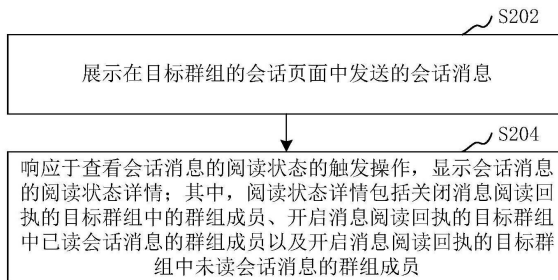 S202
展示在目标群组的会话页面中发送的会话消息
S204
响应于查看会话消息的阅读状态的触发操作，显示会话消息
的阅读状态详情；其中，阅读状态详情包括关闭消息阅读回
执的目标群组中的群组成员、开启消息阅读回执的目标群组
中已读会话消息的群组成员以及开启消息阅读回执的目标群
组中未读会话消息的群组成员